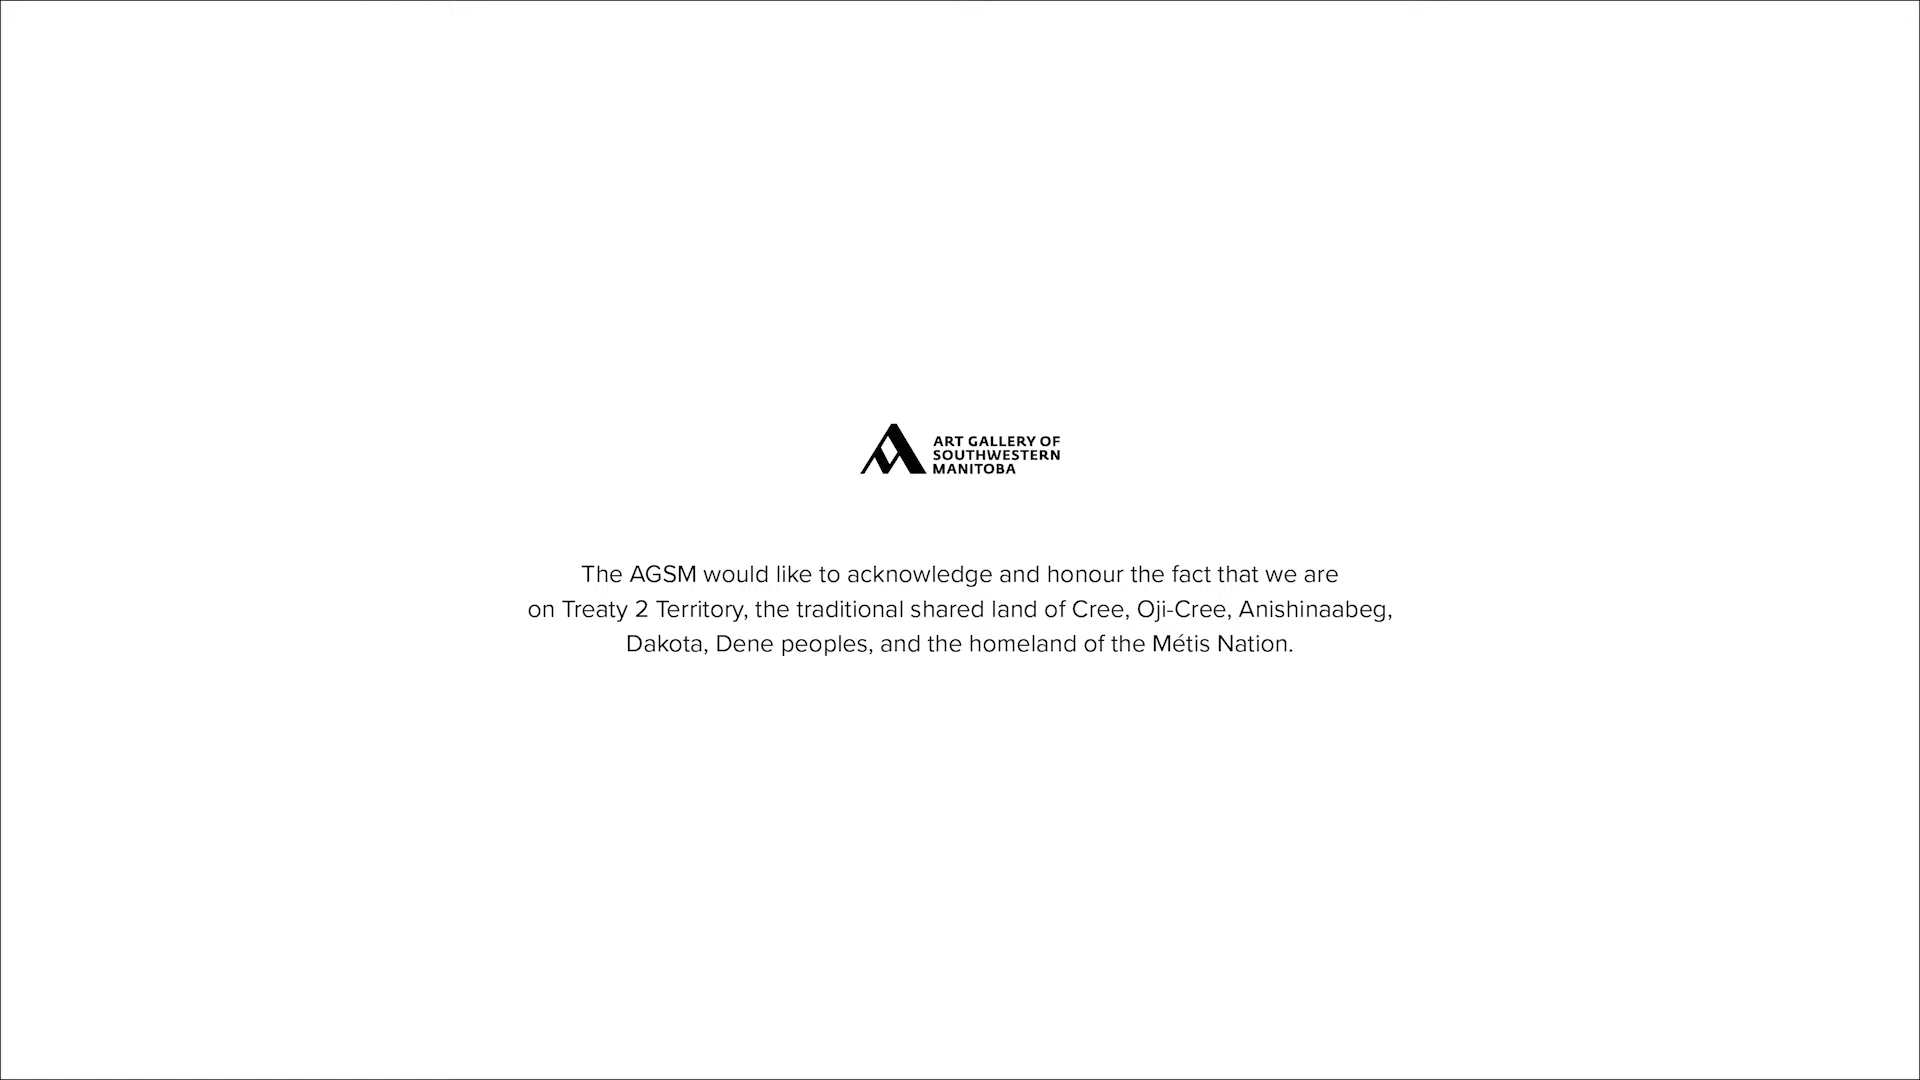 ART GALLERY OF
SOUTHWESTERN
MANITOBA
The AGSM would like to acknowledge and honour the fact that we are
on Treaty 2 Territory, the traditional shared land of Cree, Oji-Cree, Anishinaabeg,
Dakota, Dene peoples, and the homeland of the Métis Nation.